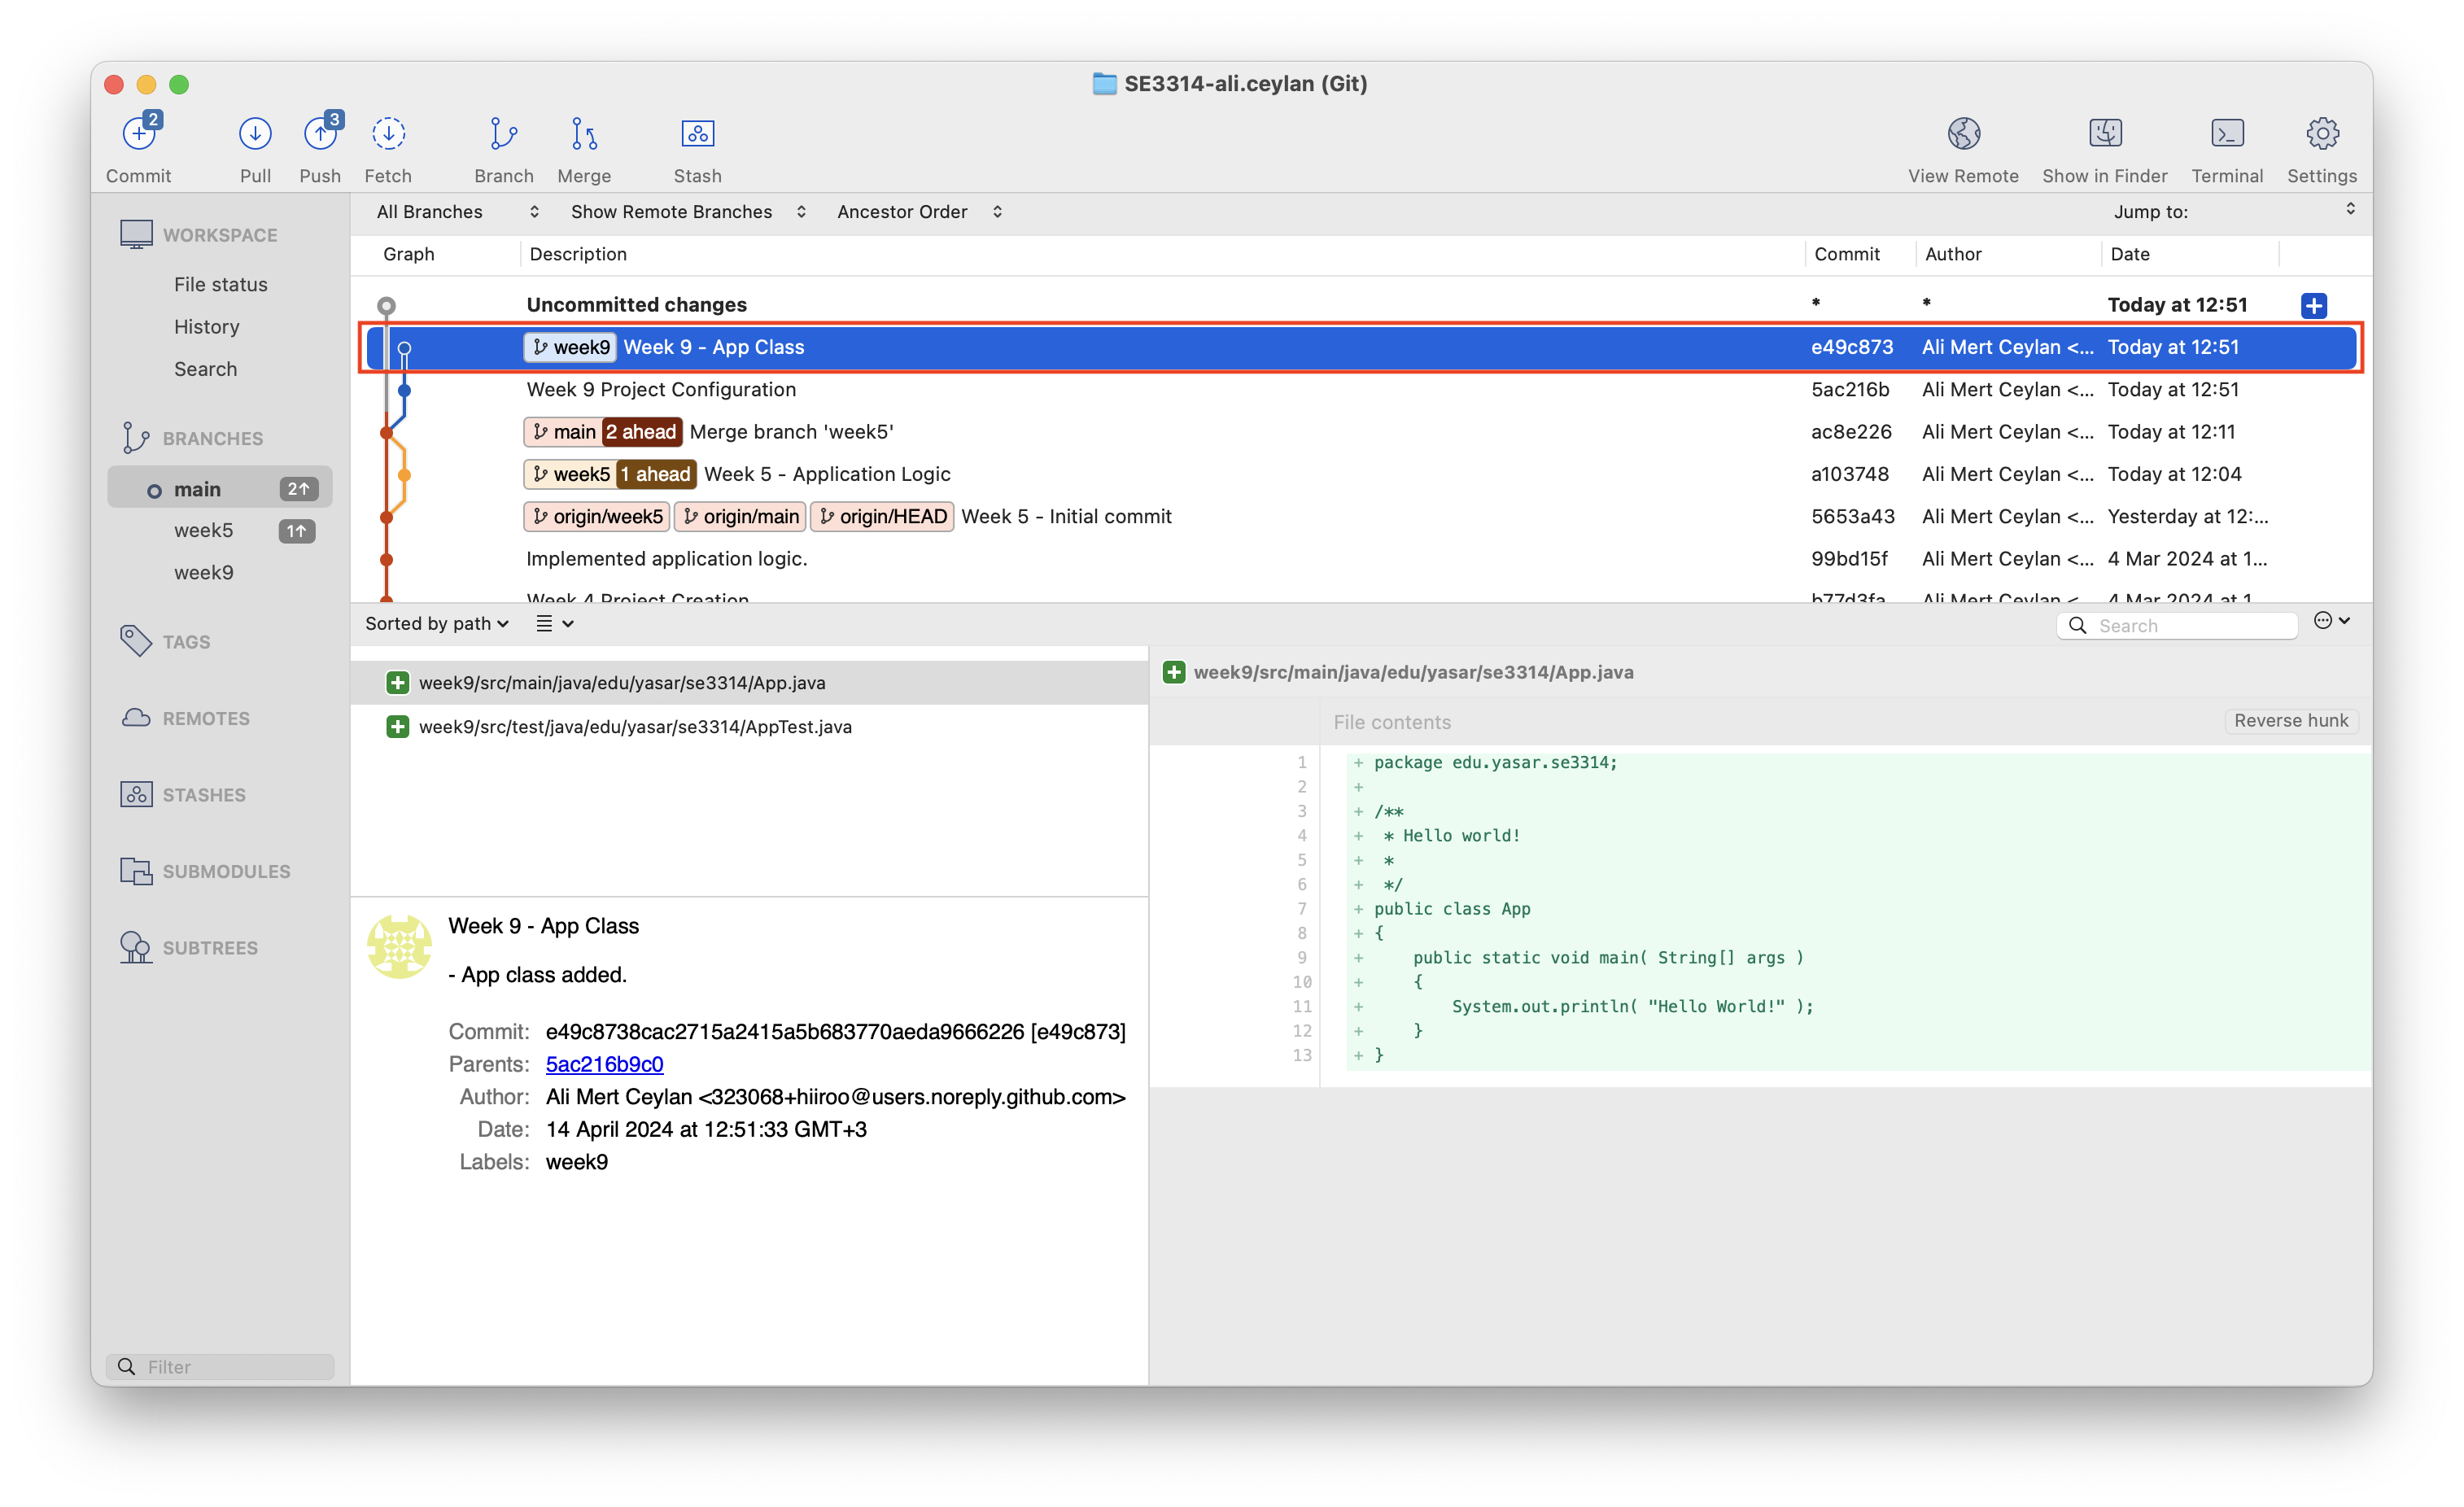 SE3314-ali.ceylan (Git)
2
3
Commit Pull Push Fetch Branch Merge Stash View Remote Show in Finder Terminal Settings
WORKSPACE
File status
History
Search
BRANCHES
main 2↑
week5 1↑
week9
TAGS
REMOTES
STASHES
SUBMODULES
SUBTREES
Filter
All Branches Show Remote Branches Ancestor Order Jump to:
Graph Description Commit Author Date
Uncommitted changes * * Today at 12:51
week9 Week 9 - App Class e49c873 Ali Mert Ceylan <... Today at 12:51
Week 9 Project Configuration 5ac216b Ali Mert Ceylan <... Today at 12:51
main 2 ahead Merge branch 'week5' ac8e226 Ali Mert Ceylan <... Today at 12:11
week5 1 ahead Week 5 - Application Logic a103748 Ali Mert Ceylan <... Today at 12:04
origin/week5 origin/main origin/HEAD Week 5 - Initial commit 5653a43 Ali Mert Ceylan <... Yesterday at 12:...
Implemented application logic. 99bd15f Ali Mert Ceylan <... 4 Mar 2024 at 1...
Week 4 Project Creation b77d3fa Ali Mert Ceylan <... 4 Mar 2024 at 1...
Sorted by path Search
week9/src/main/java/edu/yasar/se3314/App.java
week9/src/test/java/edu/yasar/se3314/AppTest.java
Week 9 - App Class
- App class added.
Commit: e49c8738cac2715a2415a5b683770aeda9666226 [e49c873]
Parents: 5ac216b9c0
Author: Ali Mert Ceylan <323068+hiiroo@users.noreply.github.com>
Date: 14 April 2024 at 12:51:33 GMT+3
Labels: week9
week9/src/main/java/edu/yasar/se3314/App.java
File contents Reverse hunk
1 + package edu.yasar.se3314;
2 +
3 + /**
4 + * Hello world!
5 + *
6 + */
7 + public class App
8 + {
9 + public static void main( String[] args )
10 + {
11 + System.out.println( "Hello World!" );
12 + }
13 + }